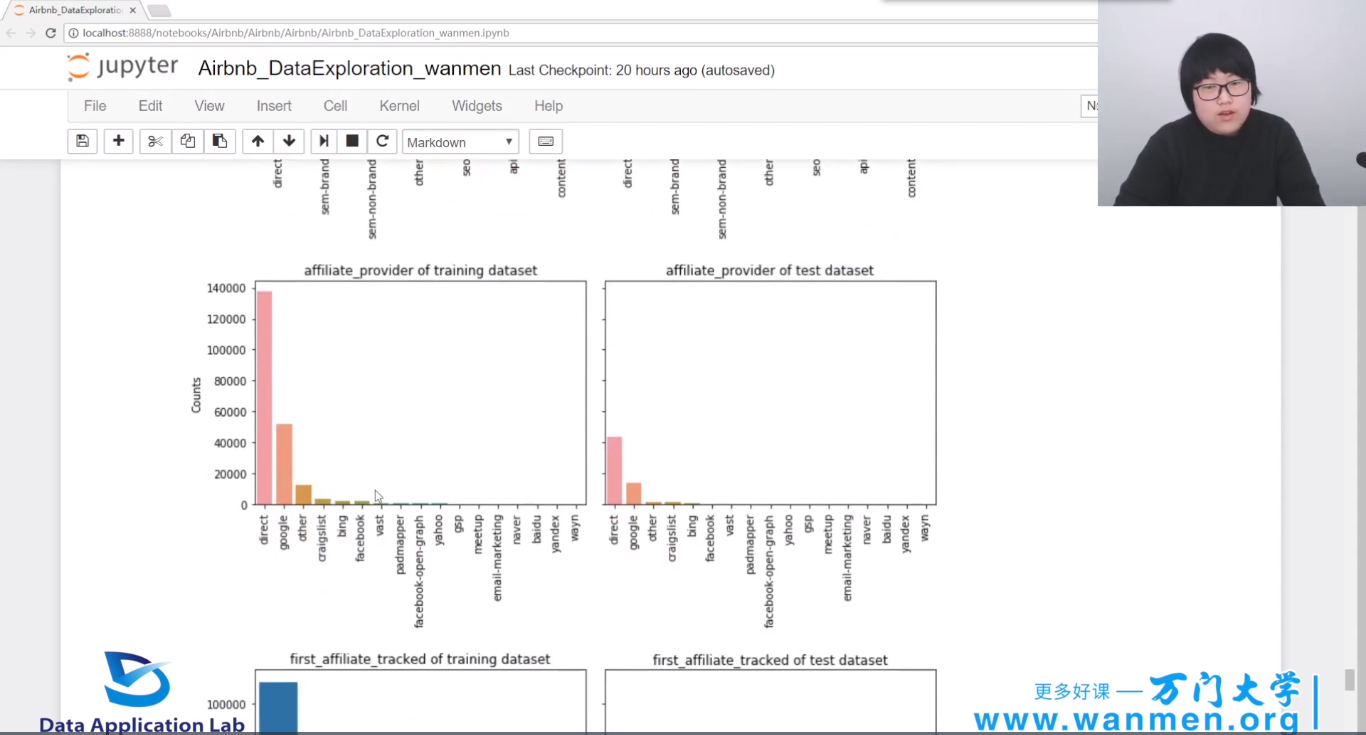 Airbnb_DataExploratio
localhost:8888/notebooks/Airbnb/Airbnb/Airbnb/Airbnb_DataExploration_wanmen.ipynb
jupyter Airbnb_DataExploration_wanmen Last Checkpoint: 20 hours ago (autosaved)
File Edit View Insert Cell Kernel Widgets Help
Markdown
direct sem-brand sem-non-brand other seo api content
direct sem-brand sem-non-brand other seo api content
affiliate_provider of training dataset
affiliate_provider of test dataset
140000
120000
100000
80000
60000
40000
20000
0
Counts
direct google other craigslist bing facebook vast padmapper facebook-open-graph yahoo gsp meetup email-marketing naver baidu yandex wayn
direct google other craigslist bing facebook vast padmapper facebook-open-graph yahoo gsp meetup email-marketing naver baidu yandex wayn
first_affiliate_tracked of training dataset
first_affiliate_tracked of test dataset
100000
Data Application Lab
更多好课 — 万门大学
www.wanmen.org